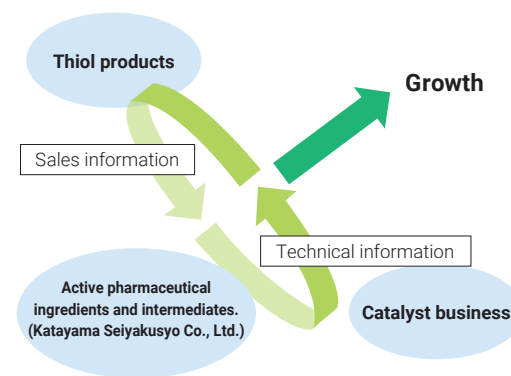 Thiol products
Growth
Sales information
Technical information
Active pharmaceutical
ingredients and intermediates.
(Katayama Seiyakusyo Co., Ltd.)
Catalyst business